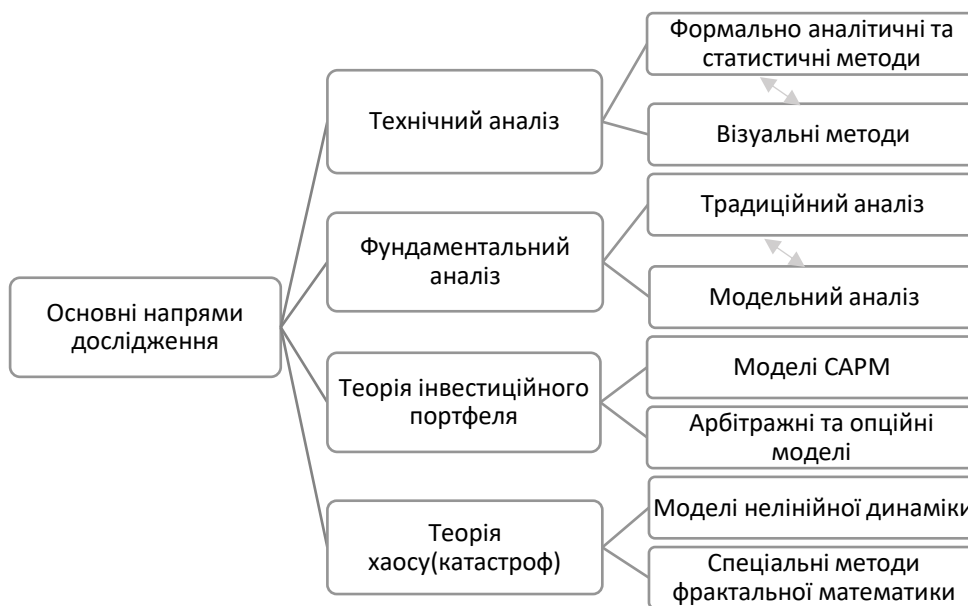 Основні напрями
дослідження
Технічний аналіз
Формально аналітичні та
статистичні методи
Візуальні методи
Фундаментальний
аналіз
Традиційний аналіз
Модельний аналіз
Теорія інвестиційного
портфеля
Моделі САРМ
Арбітражні та опційні
моделі
Теорія
хаосу(катастроф)
Моделі нелінійної динаміки
Спеціальні методи
фрактальної математики